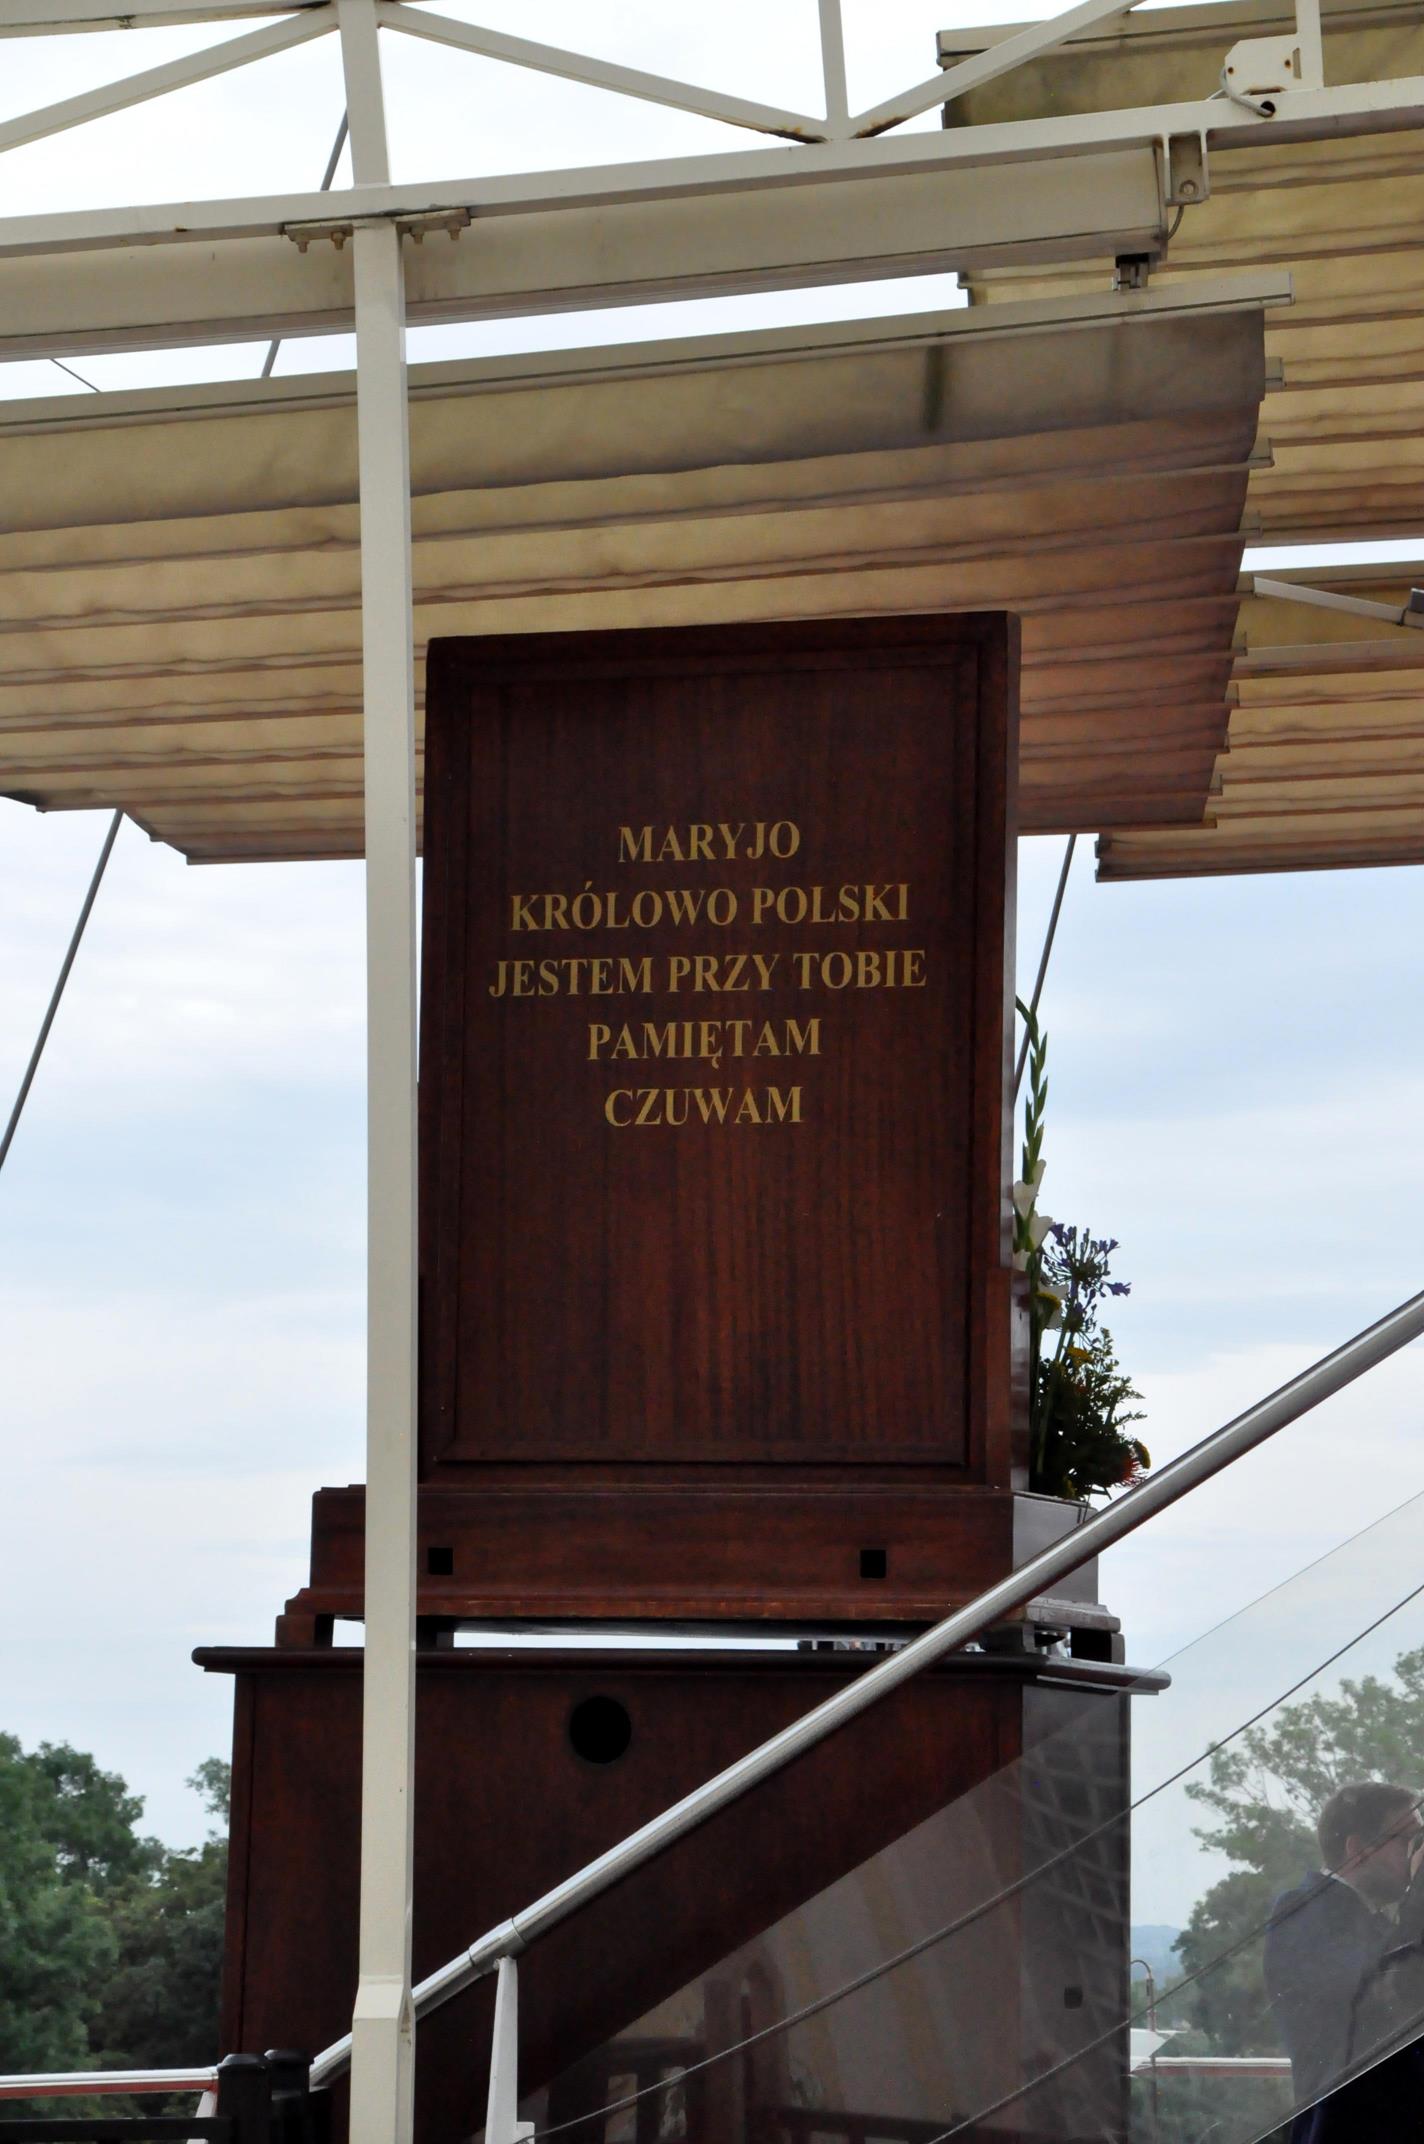 MARYJO
KRÓLOWO POLSKI
JESTEM PRZY TOBIE
PAMIĘTAM
CZUWAM